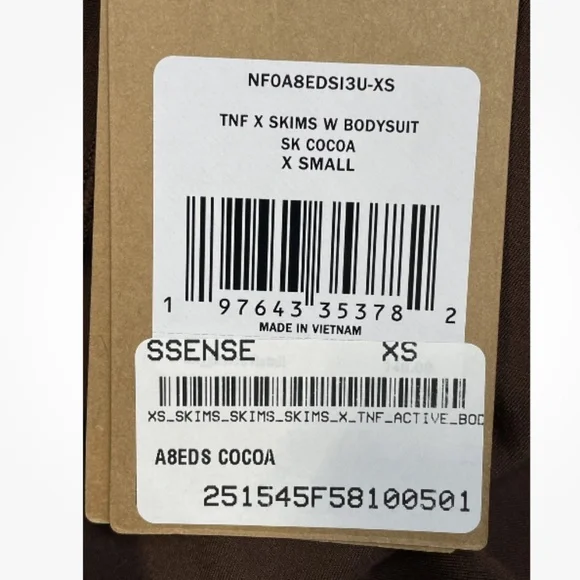 NF0A8EDSI3U-XS
TNF X SKIMS W BODYSUIT
SK COCOA
X SMALL
1 97643 35378 2
MADE IN VIETNAM
SSENSE XS
XS_SKIMS_SKIMS_SKIMS_X_TNF_ACTIVE_BOD
A8EDS COCOA
251545F58100501